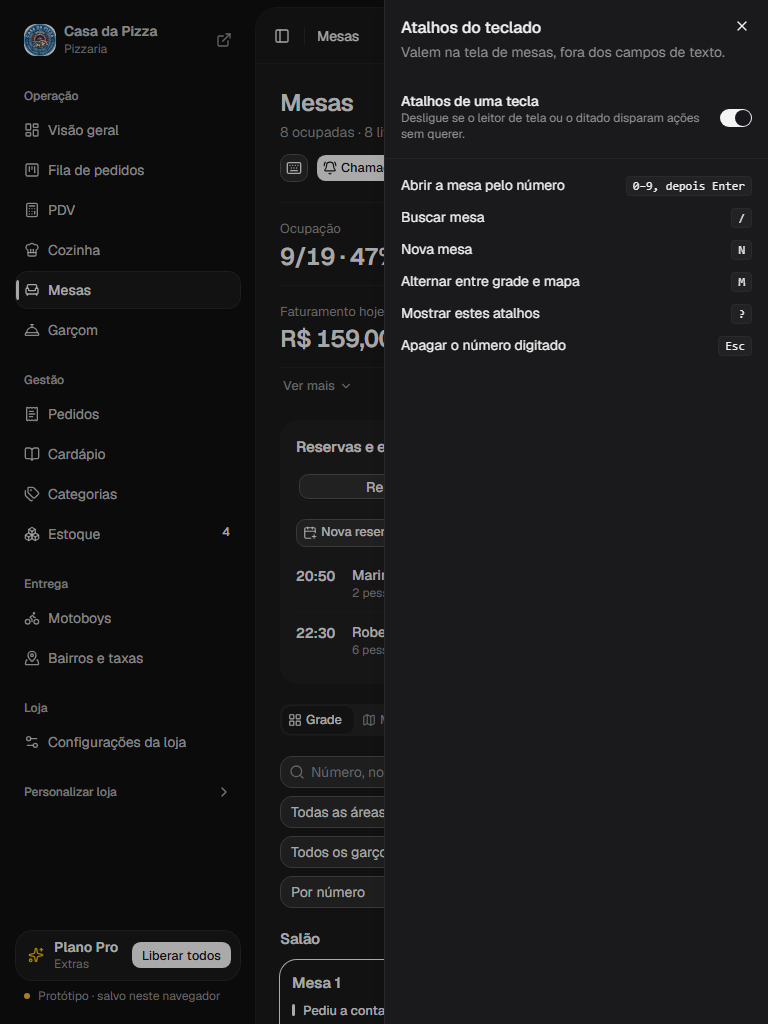 Casa da Pizza
Pizzaria
Operação
Visão geral
Fila de pedidos
PDV
Cozinha
Mesas
Garçom
Gestão
Pedidos
Cardápio
Categorias
Estoque
4
Entrega
Motoboys
Bairros e taxas
Loja
Configurações da loja
Personalizar loja
Plano Pro
Extras
Liberar todos
Protótipo · salvo neste navegador
Mesas
Mesas
8 ocupadas · 8 li
Chama
Ocupação
9/19 · 47%
Faturamento hoje
R$ 159,00
Ver mais
Reservas e e
Re
Nova reser
20:50
Marin
2 pess
22:30
Robe
6 pess
Grade
M
Número, no
Todas as áreas
Todos os garço
Por número
Salão
Mesa 1
Pediu a conta
Atalhos do teclado
Valem na tela de mesas, fora dos campos de texto.
Atalhos de uma tecla
Desligue se o leitor de tela ou o ditado disparam ações
sem querer.
Abrir a mesa pelo número
0–9, depois Enter
Buscar mesa
/
Nova mesa
N
Alternar entre grade e mapa
M
Mostrar estes atalhos
?
Apagar o número digitado
Esc